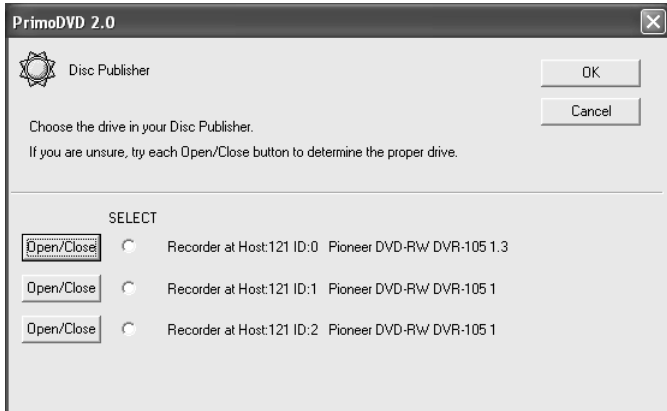 PrimoDVD 2.0
Disc Publisher
OK
Cancel
Choose the drive in your Disc Publisher.
If you are unsure, try each Open/Close button to determine the proper drive.
SELECT
Open/Close Recorder at Host:121 ID:0 Pioneer DVD-RW DVR-105 1.3
Open/Close Recorder at Host:121 ID:1 Pioneer DVD-RW DVR-105 1
Open/Close Recorder at Host:121 ID:2 Pioneer DVD-RW DVR-105 1